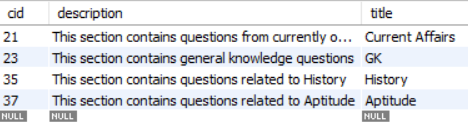 cid description title
21 This section contains questions from currently o... Current Affairs
23 This section contains general knowledge questions GK
35 This section contains questions related to History History
37 This section contains questions related to Aptitude Aptitude
NULL NULL NULL